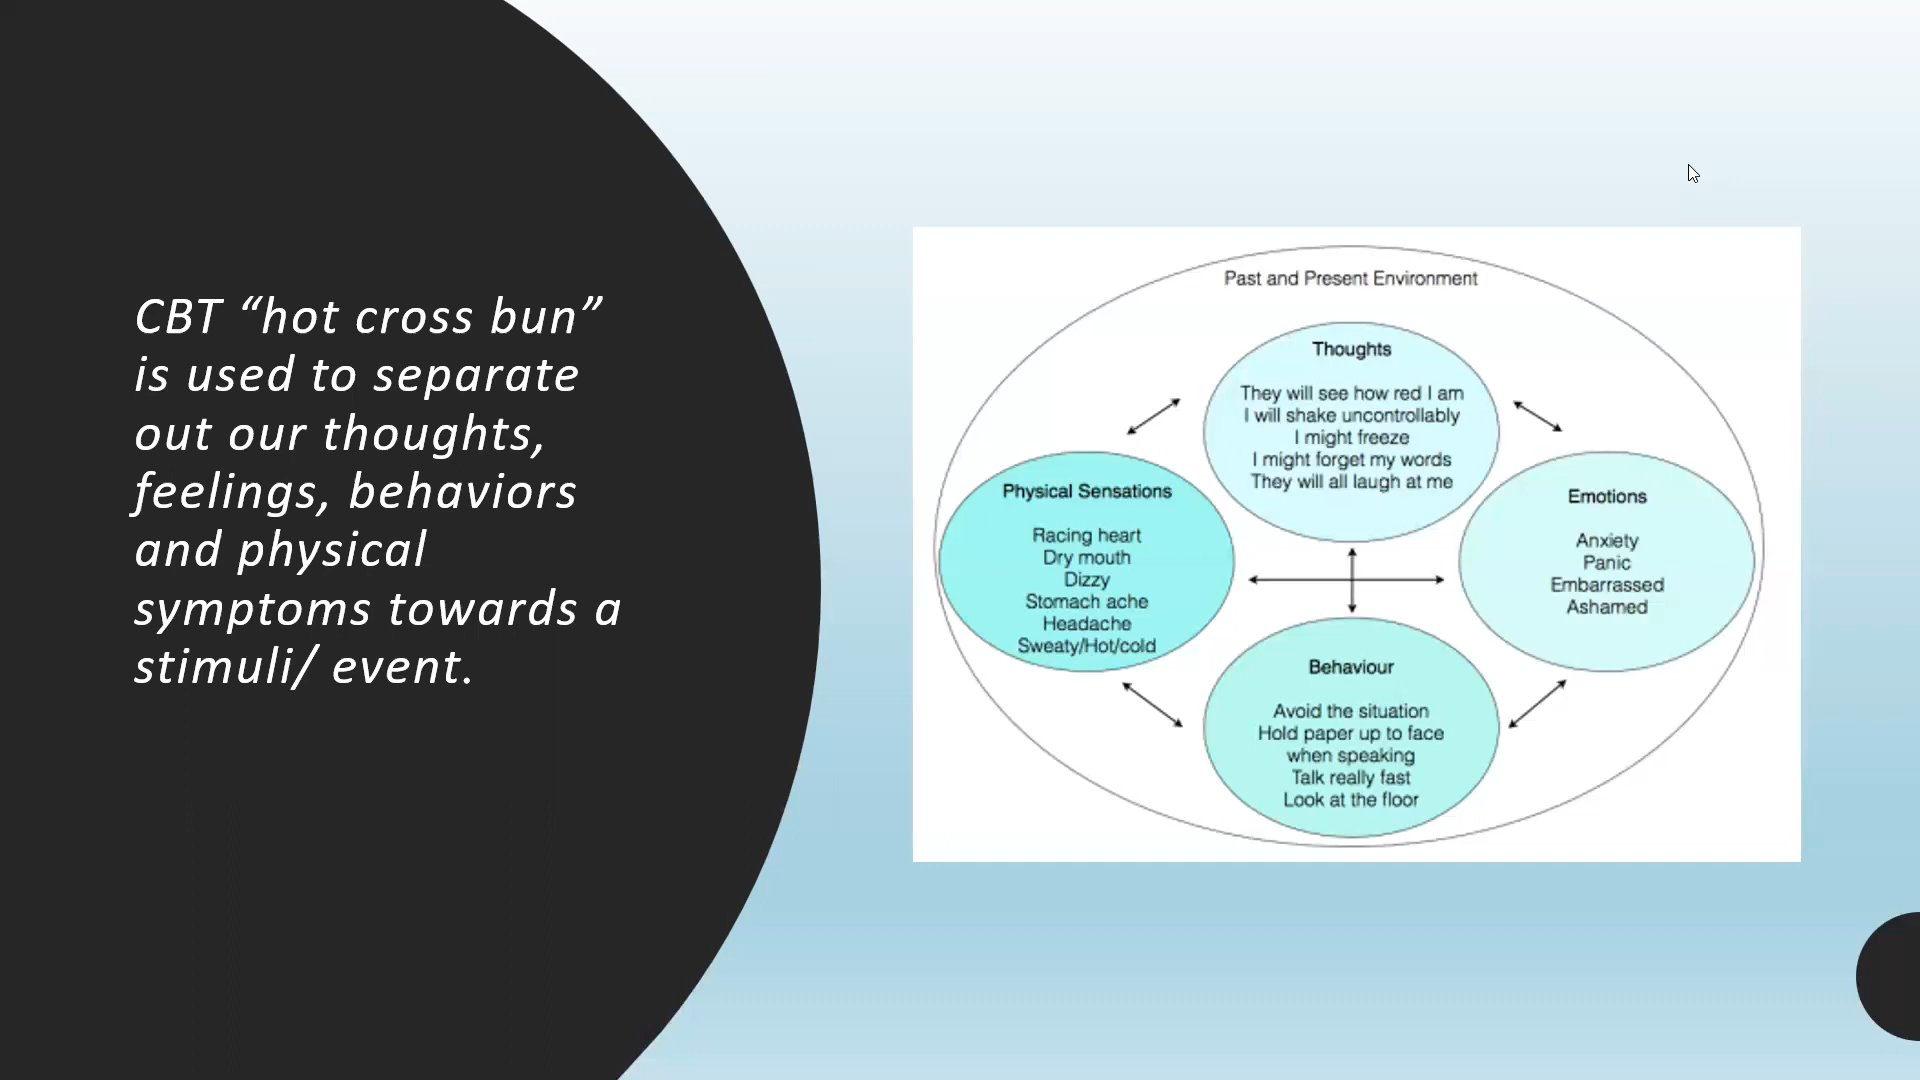 CBT “hot cross bun”
is used to separate
out our thoughts,
feelings, behaviors
and physical
symptoms towards a
stimuli/ event.
Past and Present Environment
Thoughts
They will see how red I am
I will shake uncontrollably
I might freeze
I might forget my words
They will all laugh at me
Physical Sensations
Racing heart
Dry mouth
Dizzy
Stomach ache
Headache
Sweaty/Hot/cold
Emotions
Anxiety
Panic
Embarrassed
Ashamed
Behaviour
Avoid the situation
Hold paper up to face
when speaking
Talk really fast
Look at the floor